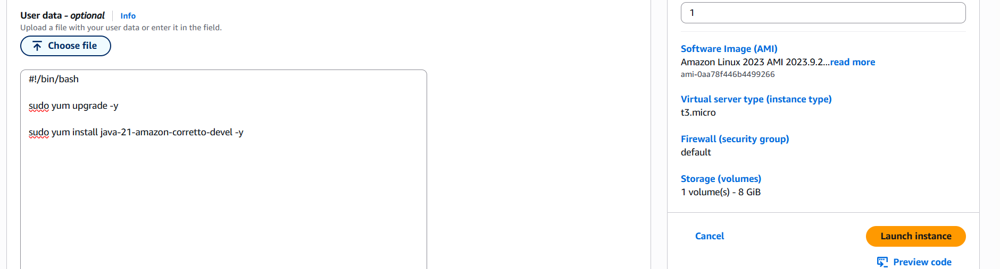 User data - optional Info
Upload a file with your user data or enter it in the field.
Choose file
#!/bin/bash
sudo yum upgrade -y
sudo yum install java-21-amazon-corretto-devel -y
1
Software Image (AMI)
Amazon Linux 2023 AMI 2023.9.2...read more
ami-0aa78f446b4499266
Virtual server type (instance type)
t3.micro
Firewall (security group)
default
Storage (volumes)
1 volume(s) - 8 GiB
Cancel
Launch instance
Preview code